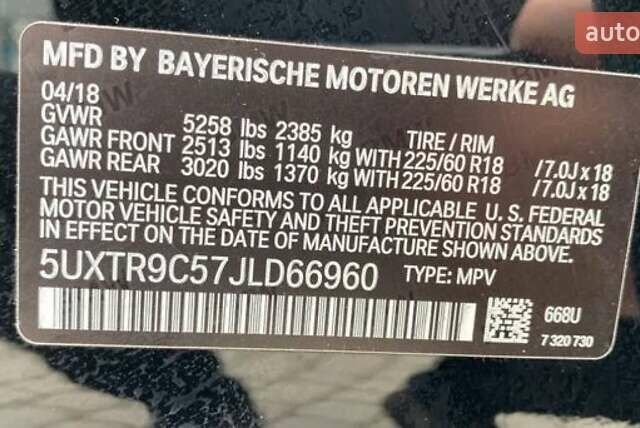 auto
MFD BY BAYERISCHE MOTOREN WERKE AG
04/18
GVWR 5258 lbs 2385 kg TIRE / RIM
GAWR FRONT 2513 lbs 1140 kg WITH 225/60 R18 /7.0J x 18
GAWR REAR 3020 lbs 1370 kg WITH 225/60 R18 /7.0J x 18
THIS VEHICLE CONFORMS TO ALL APPLICABLE U. S. FEDERAL
MOTOR VEHICLE SAFETY AND THEFT PREVENTION STANDARDS
IN EFFECT ON THE DATE OF MANUFACTURE SHOWN ABOVE.
5UXTR9C57JLD66960 TYPE: MPV
668U
7 320 730